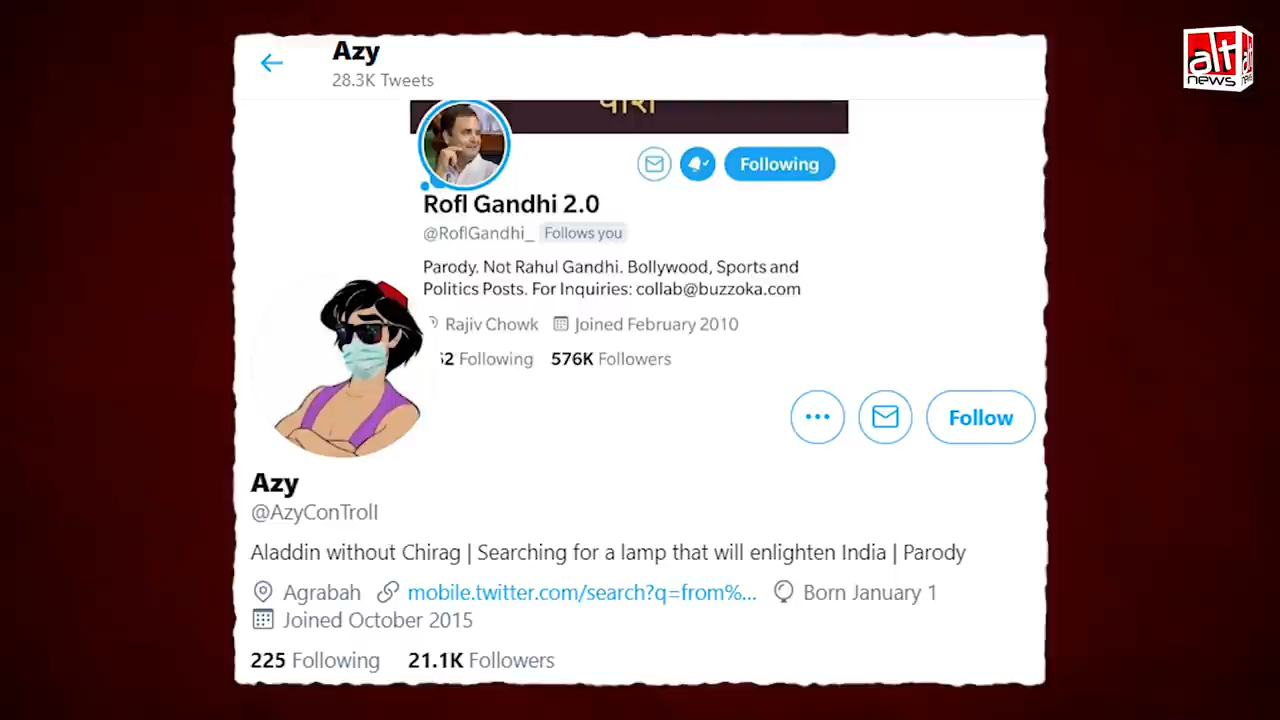 Azy
28.3K Tweets
alt
news
Following
Rofl Gandhi 2.0
@RoflGandhi_ Follows you
Parody. Not Rahul Gandhi. Bollywood, Sports and
Politics Posts. For Inquiries: collab@buzzoka.com
Rajiv Chowk Joined February 2010
Following 576K Followers
Follow
Azy
@AzyConTroll
Aladdin without Chirag | Searching for a lamp that will enlighten India | Parody
Agrabah mobile.twitter.com/search?q=from%... Born January 1
Joined October 2015
225 Following 21.1K Followers